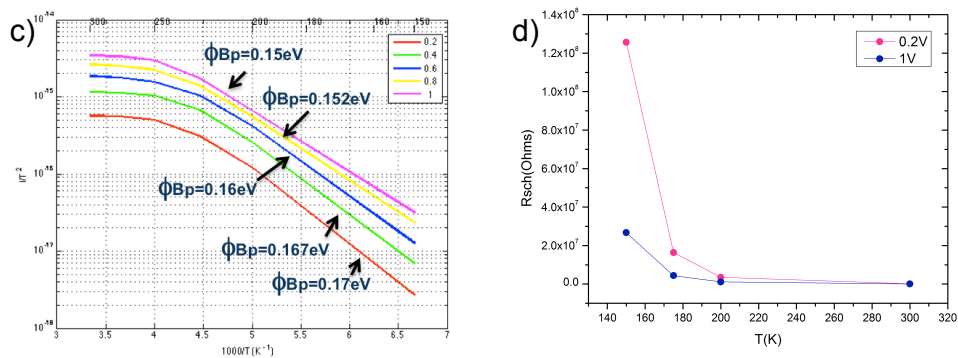 c)
300 250 200 180 160 150
10^-14
10^-15
10^-16
10^-17
10^-18
I/T^2
0.2
0.4
0.6
0.8
1
ϕBp=0.15eV
ϕBp=0.152eV
ϕBp=0.16eV
ϕBp=0.167eV
ϕBp=0.17eV
3 3.5 4 4.5 5 5.5 6 6.5 7
1000/T (K^-1)
d)
1.4x10^8
1.2x10^8
1.0x10^8
8.0x10^7
6.0x10^7
4.0x10^7
2.0x10^7
0.0
Rsch(Ohms)
0.2V
1V
140 160 180 200 220 240 260 280 300 320
T(K)